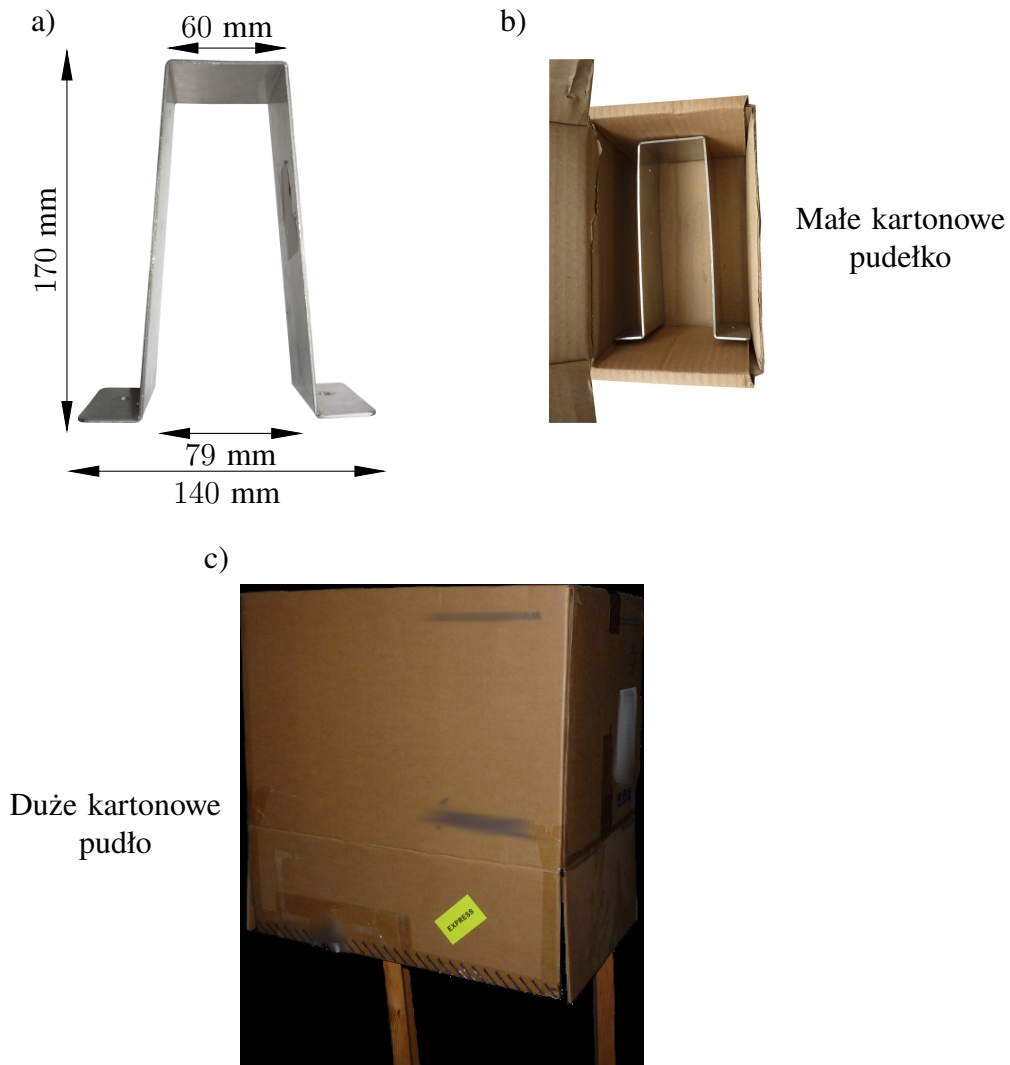 a)
60 mm
170 mm
79 mm
140 mm
b)
Małe kartonowe
pudełko
c)
Duże kartonowe
pudło
EXPRESS